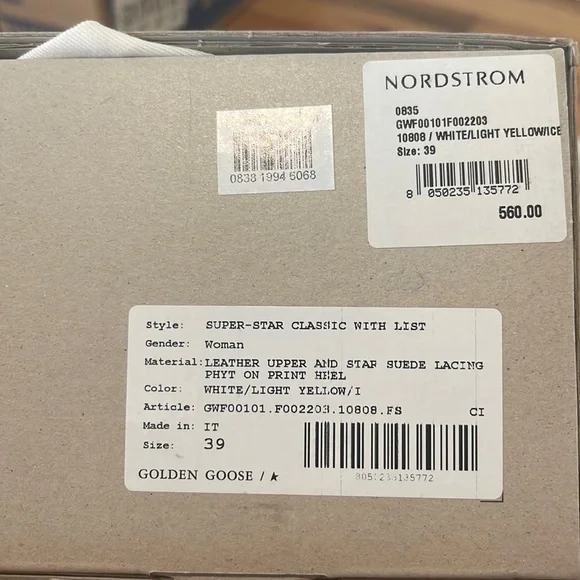 NORDSTROM
0835
GWF00101F002203
10808 / WHITE/LIGHT YELLOW/ICE
Size: 39
8 050235 135772
560.00
0838 1994 6068
Style: SUPER-STAR CLASSIC WITH LIST
Gender: Woman
Material: LEATHER UPPER AND STAR SUEDE LACING
PHYT ON PRINT HEEL
Color: WHITE/LIGHT YELLOW/I
Article: GWF00101.F002203.10808.FS CI
Made in: IT
Size: 39
8050235135772
GOLDEN GOOSE / ★